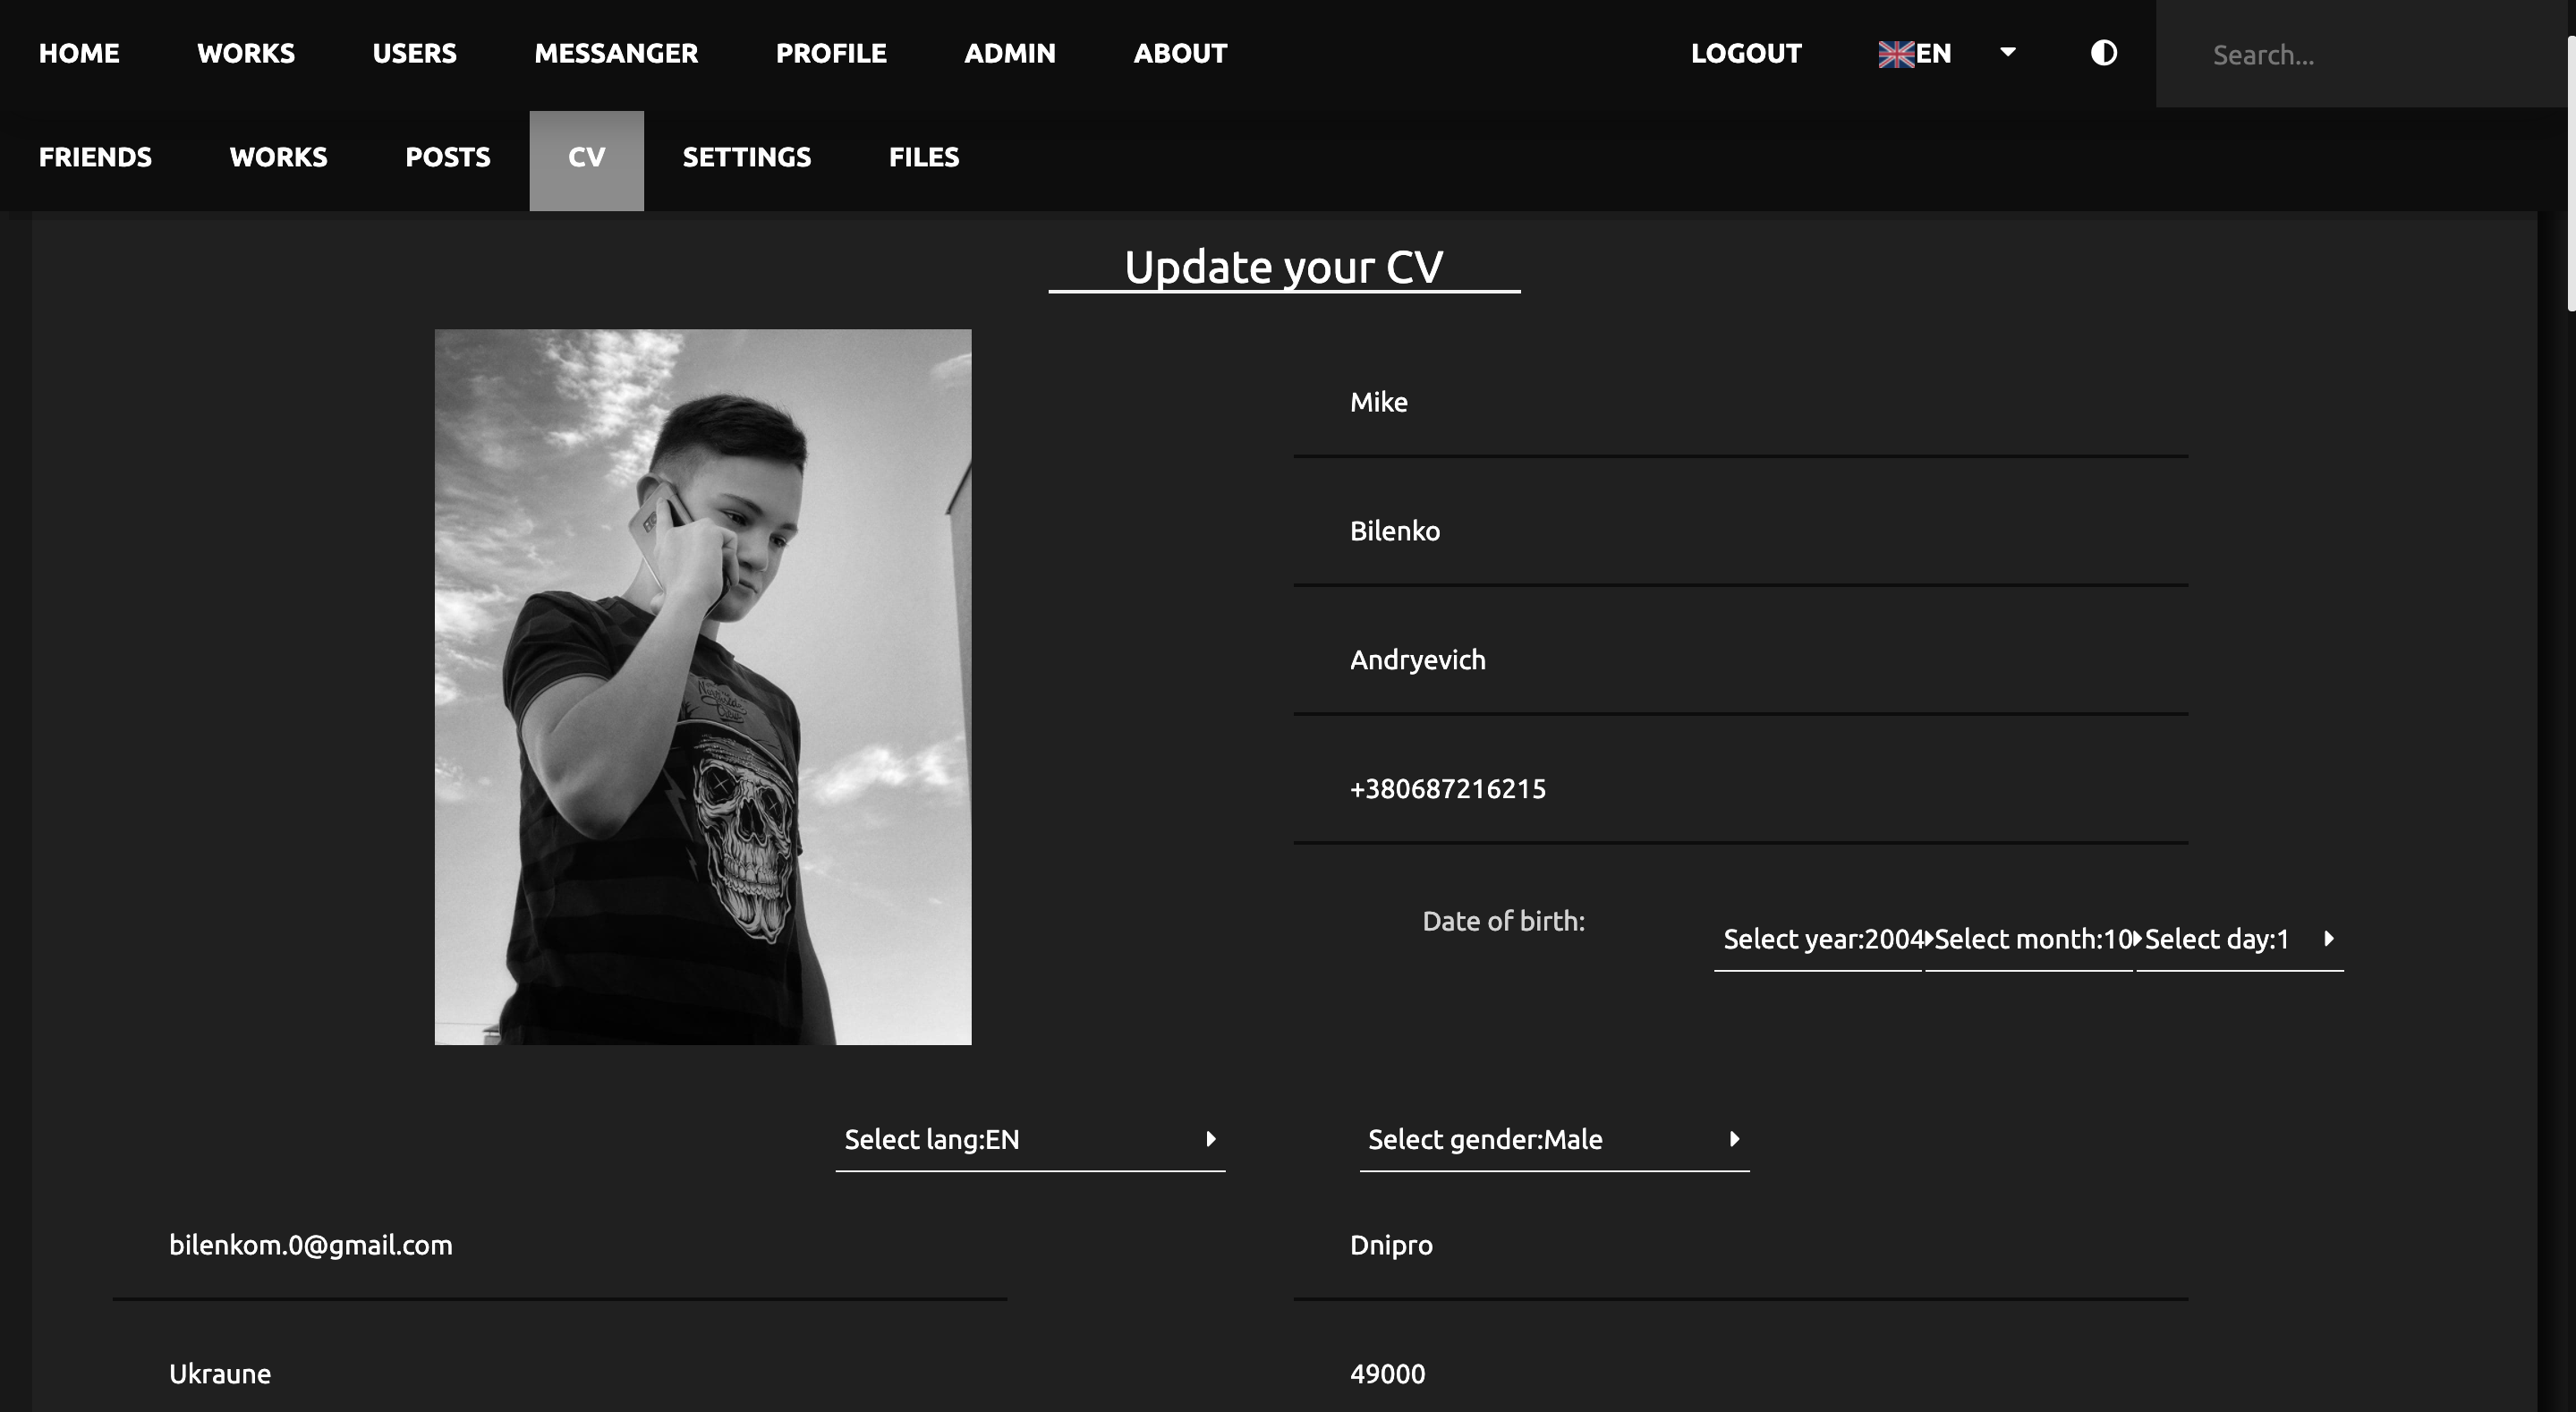 HOME WORKS USERS MESSANGER PROFILE ADMIN ABOUT LOGOUT EN Search...
FRIENDS WORKS POSTS CV SETTINGS FILES
Update your CV
Mike
Bilenko
Andryevich
+380687216215
Date of birth: Select year:2004 Select month:10 Select day:1
Select lang:EN Select gender:Male
bilenkom.0@gmail.com Dnipro
Ukraune 49000